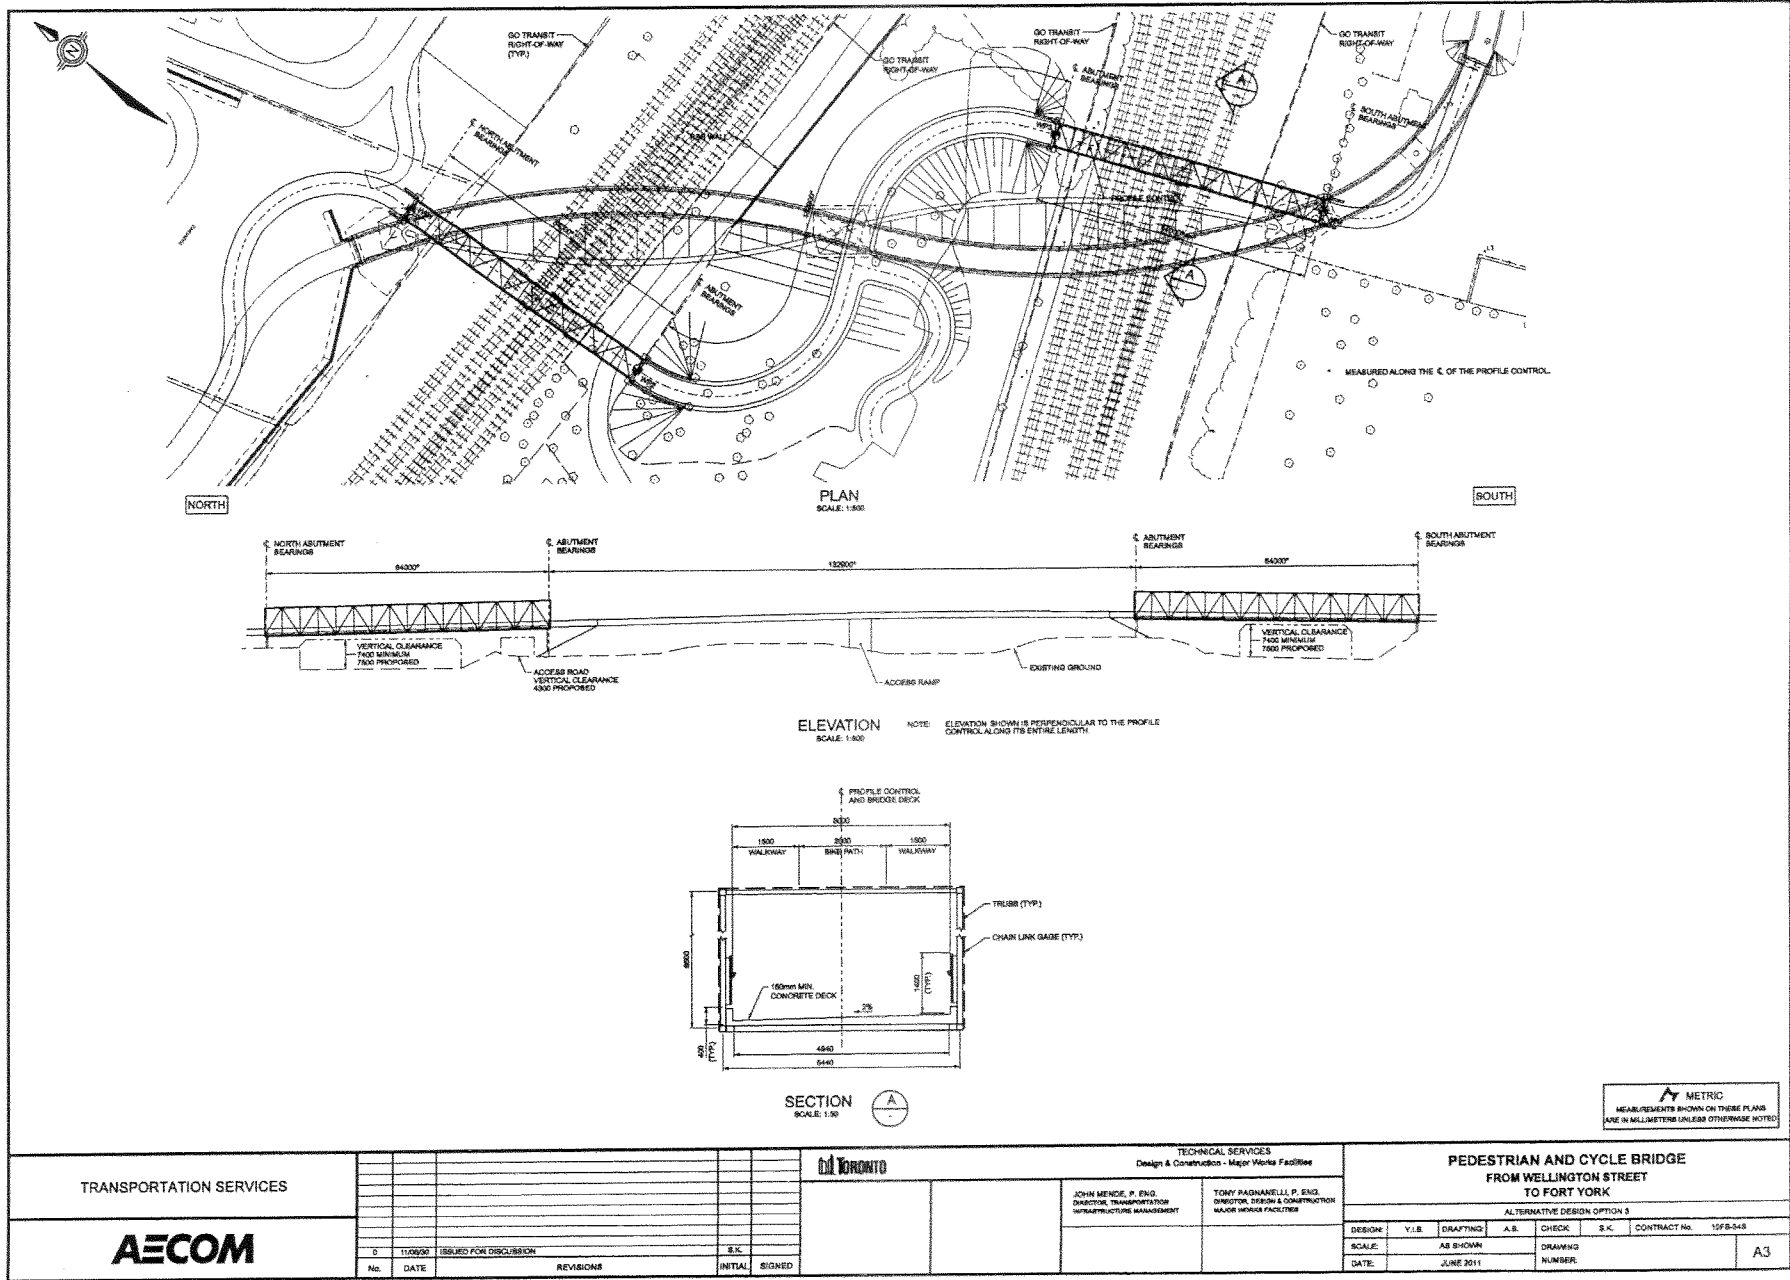 N
GO TRANSIT
RIGHT-OF-WAY
(TYP.)
GO TRANSIT
RIGHT-OF-WAY
GO TRANSIT
RIGHT-OF-WAY
GO TRANSIT
RIGHT-OF-WAY
℄ ABUTMENT
BEARINGS
A
℄ SOUTH ABUTMENT
BEARINGS
℄ NORTH ABUTMENT
BEARINGS
PROFILE CONTROL
℄ ABUTMENT
BEARINGS
A
* MEASURED ALONG THE ℄ OF THE PROFILE CONTROL.
NORTH
PLAN
SCALE: 1:500
SOUTH
℄ NORTH ABUTMENT
BEARINGS
℄ ABUTMENT
BEARINGS
℄ ABUTMENT
BEARINGS
℄ SOUTH ABUTMENT
BEARINGS
64000*
132900*
64000*
VERTICAL CLEARANCE
7400 MINIMUM
7500 PROPOSED
ACCESS ROAD
VERTICAL CLEARANCE
4300 PROPOSED
ACCESS RAMP
EXISTING GROUND
VERTICAL CLEARANCE
7400 MINIMUM
7500 PROPOSED
ELEVATION
SCALE: 1:500
NOTE: ELEVATION SHOWN IS PERPENDICULAR TO THE PROFILE
CONTROL ALONG ITS ENTIRE LENGTH.
℄ PROFILE CONTROL
AND BRIDGE DECK
5000
1500
2000
1500
WALKWAY
BIKE PATH
WALKWAY
TRUSS (TYP.)
CHAIN LINK GAGE (TYP.)
1400
(TYP.)
CONCRETE DECK
2%
400
(TYP.)
4940
5440
SECTION
SCALE: 1:50
A
METRIC
MEASUREMENTS SHOWN ON THESE PLANS
ARE IN MILLIMETERS UNLESS OTHERWISE NOTED
TRANSPORTATION SERVICES
AECOM
0 11/06/30 ISSUED FOR DISCUSSION S.K.
No. DATE REVISIONS INITIAL SIGNED
TORONTO
TECHNICAL SERVICES
Design & Construction - Major Works Facilities
JOHN MENDE, P. ENG.
DIRECTOR, TRANSPORTATION
INFRASTRUCTURE MANAGEMENT
TONY PAGNANELLI, P. ENG.
DIRECTOR, DESIGN & CONSTRUCTION
MAJOR WORKS FACILITIES
PEDESTRIAN AND CYCLE BRIDGE
FROM WELLINGTON STREET
TO FORT YORK
ALTERNATIVE DESIGN OPTION 3
DESIGN: Y.I.B. DRAFTING: A.B. CHECK: S.K. CONTRACT No.
SCALE: AS SHOWN
DRAWING
NUMBER:
A3
DATE: JUNE 2011